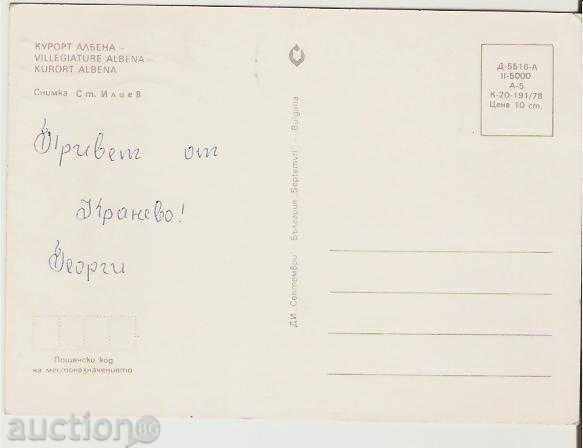 КУРОРТ АЛБЕНА –
VILLEGIATURE ALBENA –
KURORT ALBENA
Снимка Ст. Илиев
Д-5516-А
II-5000
А-5
К-20-191/78
Цена 10 ст.
Привет от
Кранево!
Георги
ДИ „Септември" България „Septemvri" Bulgaria
Пощенски код
на местоназначението
auction BG